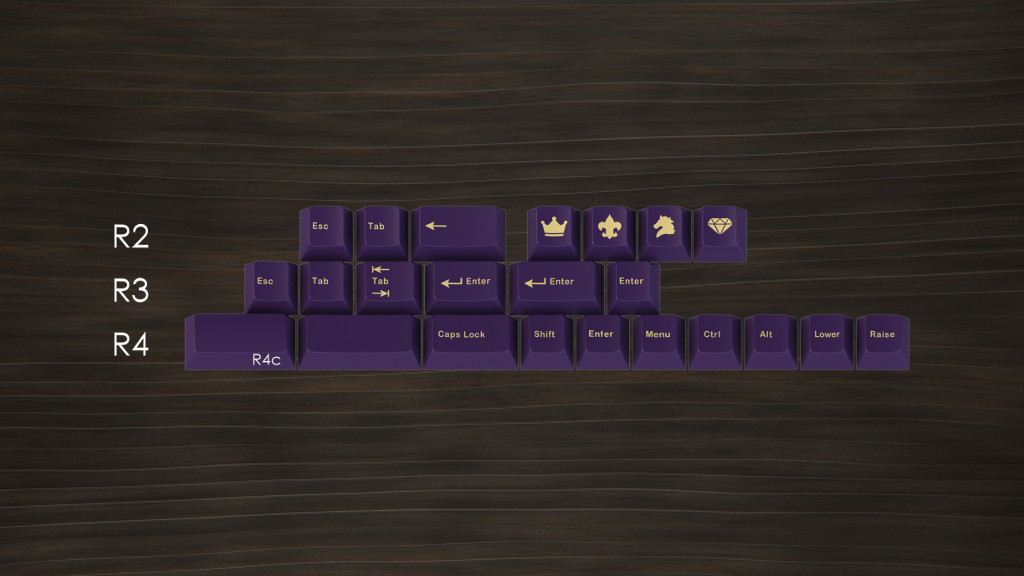 R2
Esc Tab
R3
Esc Tab Tab Enter Enter Enter
R4
Caps Lock Shift Enter Menu Ctrl Alt Lower Raise
R4c